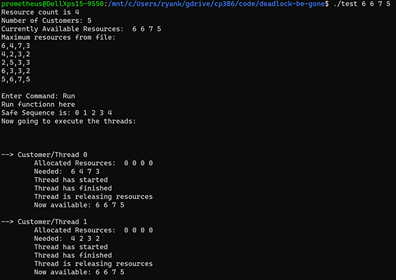 prometheus@DellXps15-9550:/mnt/c/Users/ryank/gdrive/cp386/code/deadlock-be-gone$ ./test 6 6 7 5
Resource count is 4
Number of Customers: 5
Currently Available Resources:  6 6 7 5
Maximum resources from file:
6,4,7,3
4,2,3,2
2,5,3,3
6,3,3,2
5,6,7,5
Enter Command: Run
Run functionn here
Safe Sequence is: 0 1 2 3 4
Now going to execute the threads:
--> Customer/Thread 0
Allocated Resources:  0 0 0 0
Needed:  6 4 7 3
Thread has started
Thread has finished
Thread is releasing resources
Now available: 6 6 7 5
--> Customer/Thread 1
Allocated Resources:  0 0 0 0
Needed:  4 2 3 2
Thread has started
Thread has finished
Thread is releasing resources
Now available: 6 6 7 5